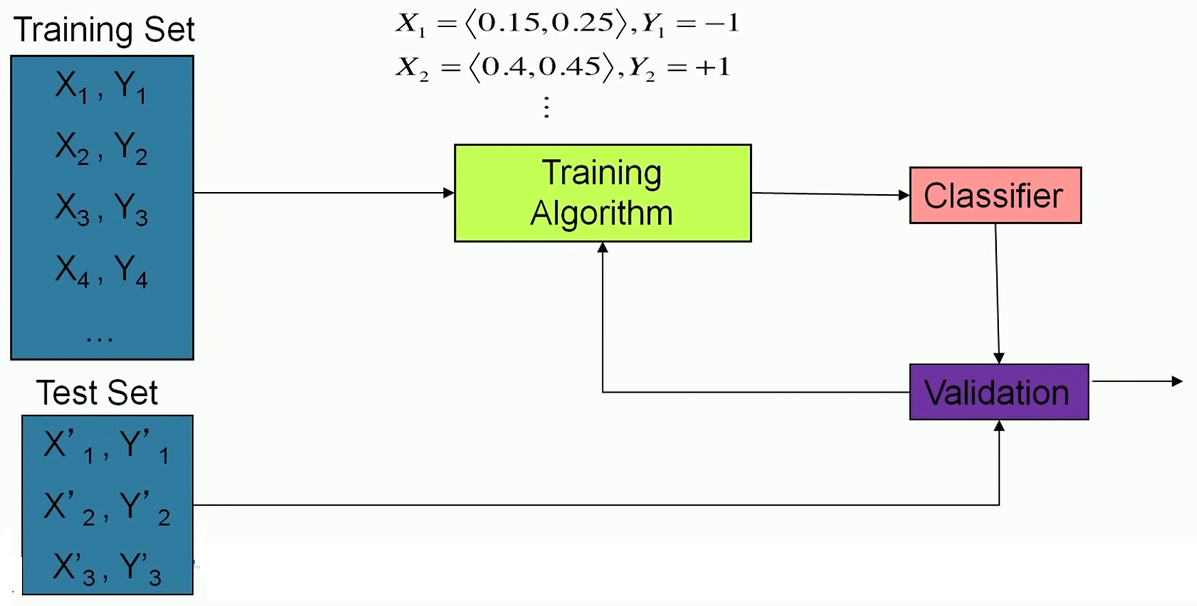 Training Set
X₁ = ⟨0.15,0.25⟩, Y₁ = −1
X₂ = ⟨0.4,0.45⟩, Y₂ = +1
⋮
X₁ , Y₁
X₂ , Y₂
X₃ , Y₃
X₄ , Y₄
...
Training
Algorithm
Classifier
Validation
Test Set
X’₁ , Y’₁
X’₂ , Y’₂
X’₃ , Y’₃